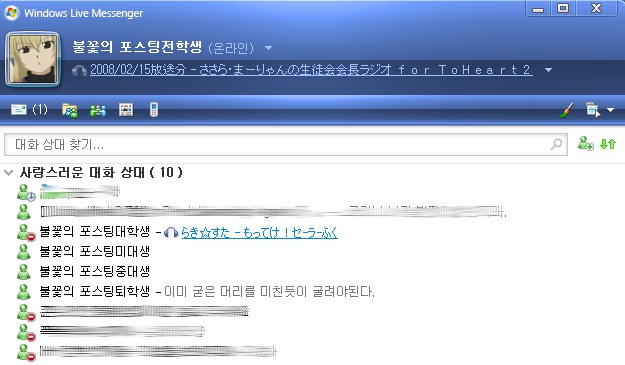 Windows Live Messenger
불꽃의 포스팅전학생 (온라인)
2008/02/15放送分 - ささら・まーりゃんの生徒会会長ラジオ ｆｏｒ ＴｏＨｅａｒｔ２
(1)
대화 상대 찾기...
사랑스러운 대화 상대 ( 10 )
불꽃의 포스팅대학생 - らき☆すた - もってけ！セーラーふく
불꽃의 포스팅미대생
불꽃의 포스팅중대생
불꽃의 포스팅퇴학생 - 이미 굳은 머리를 미친듯이 굴려야된다.